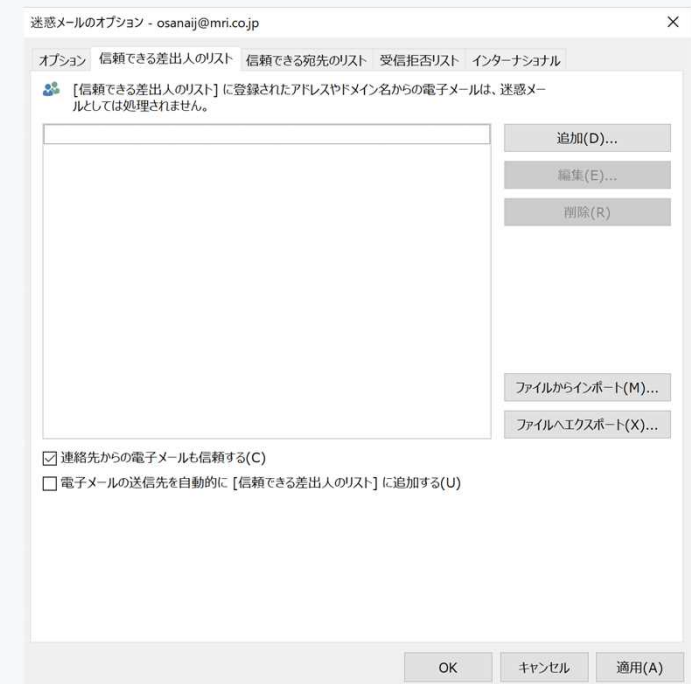 迷惑メールのオプション - osanaij@mri.co.jp
オプション 信頼できる差出人のリスト 信頼できる宛先のリスト 受信拒否リスト インターナショナル
[信頼できる差出人のリスト] に登録されたアドレスやドメイン名からの電子メールは、迷惑メー
ルとしては処理されません。
追加(D)...
編集(E)...
削除(R)
ファイルからインポート(M)...
ファイルへエクスポート(X)...
連絡先からの電子メールも信頼する(C)
電子メールの送信先を自動的に [信頼できる差出人のリスト] に追加する(U)
OK キャンセル 適用(A)